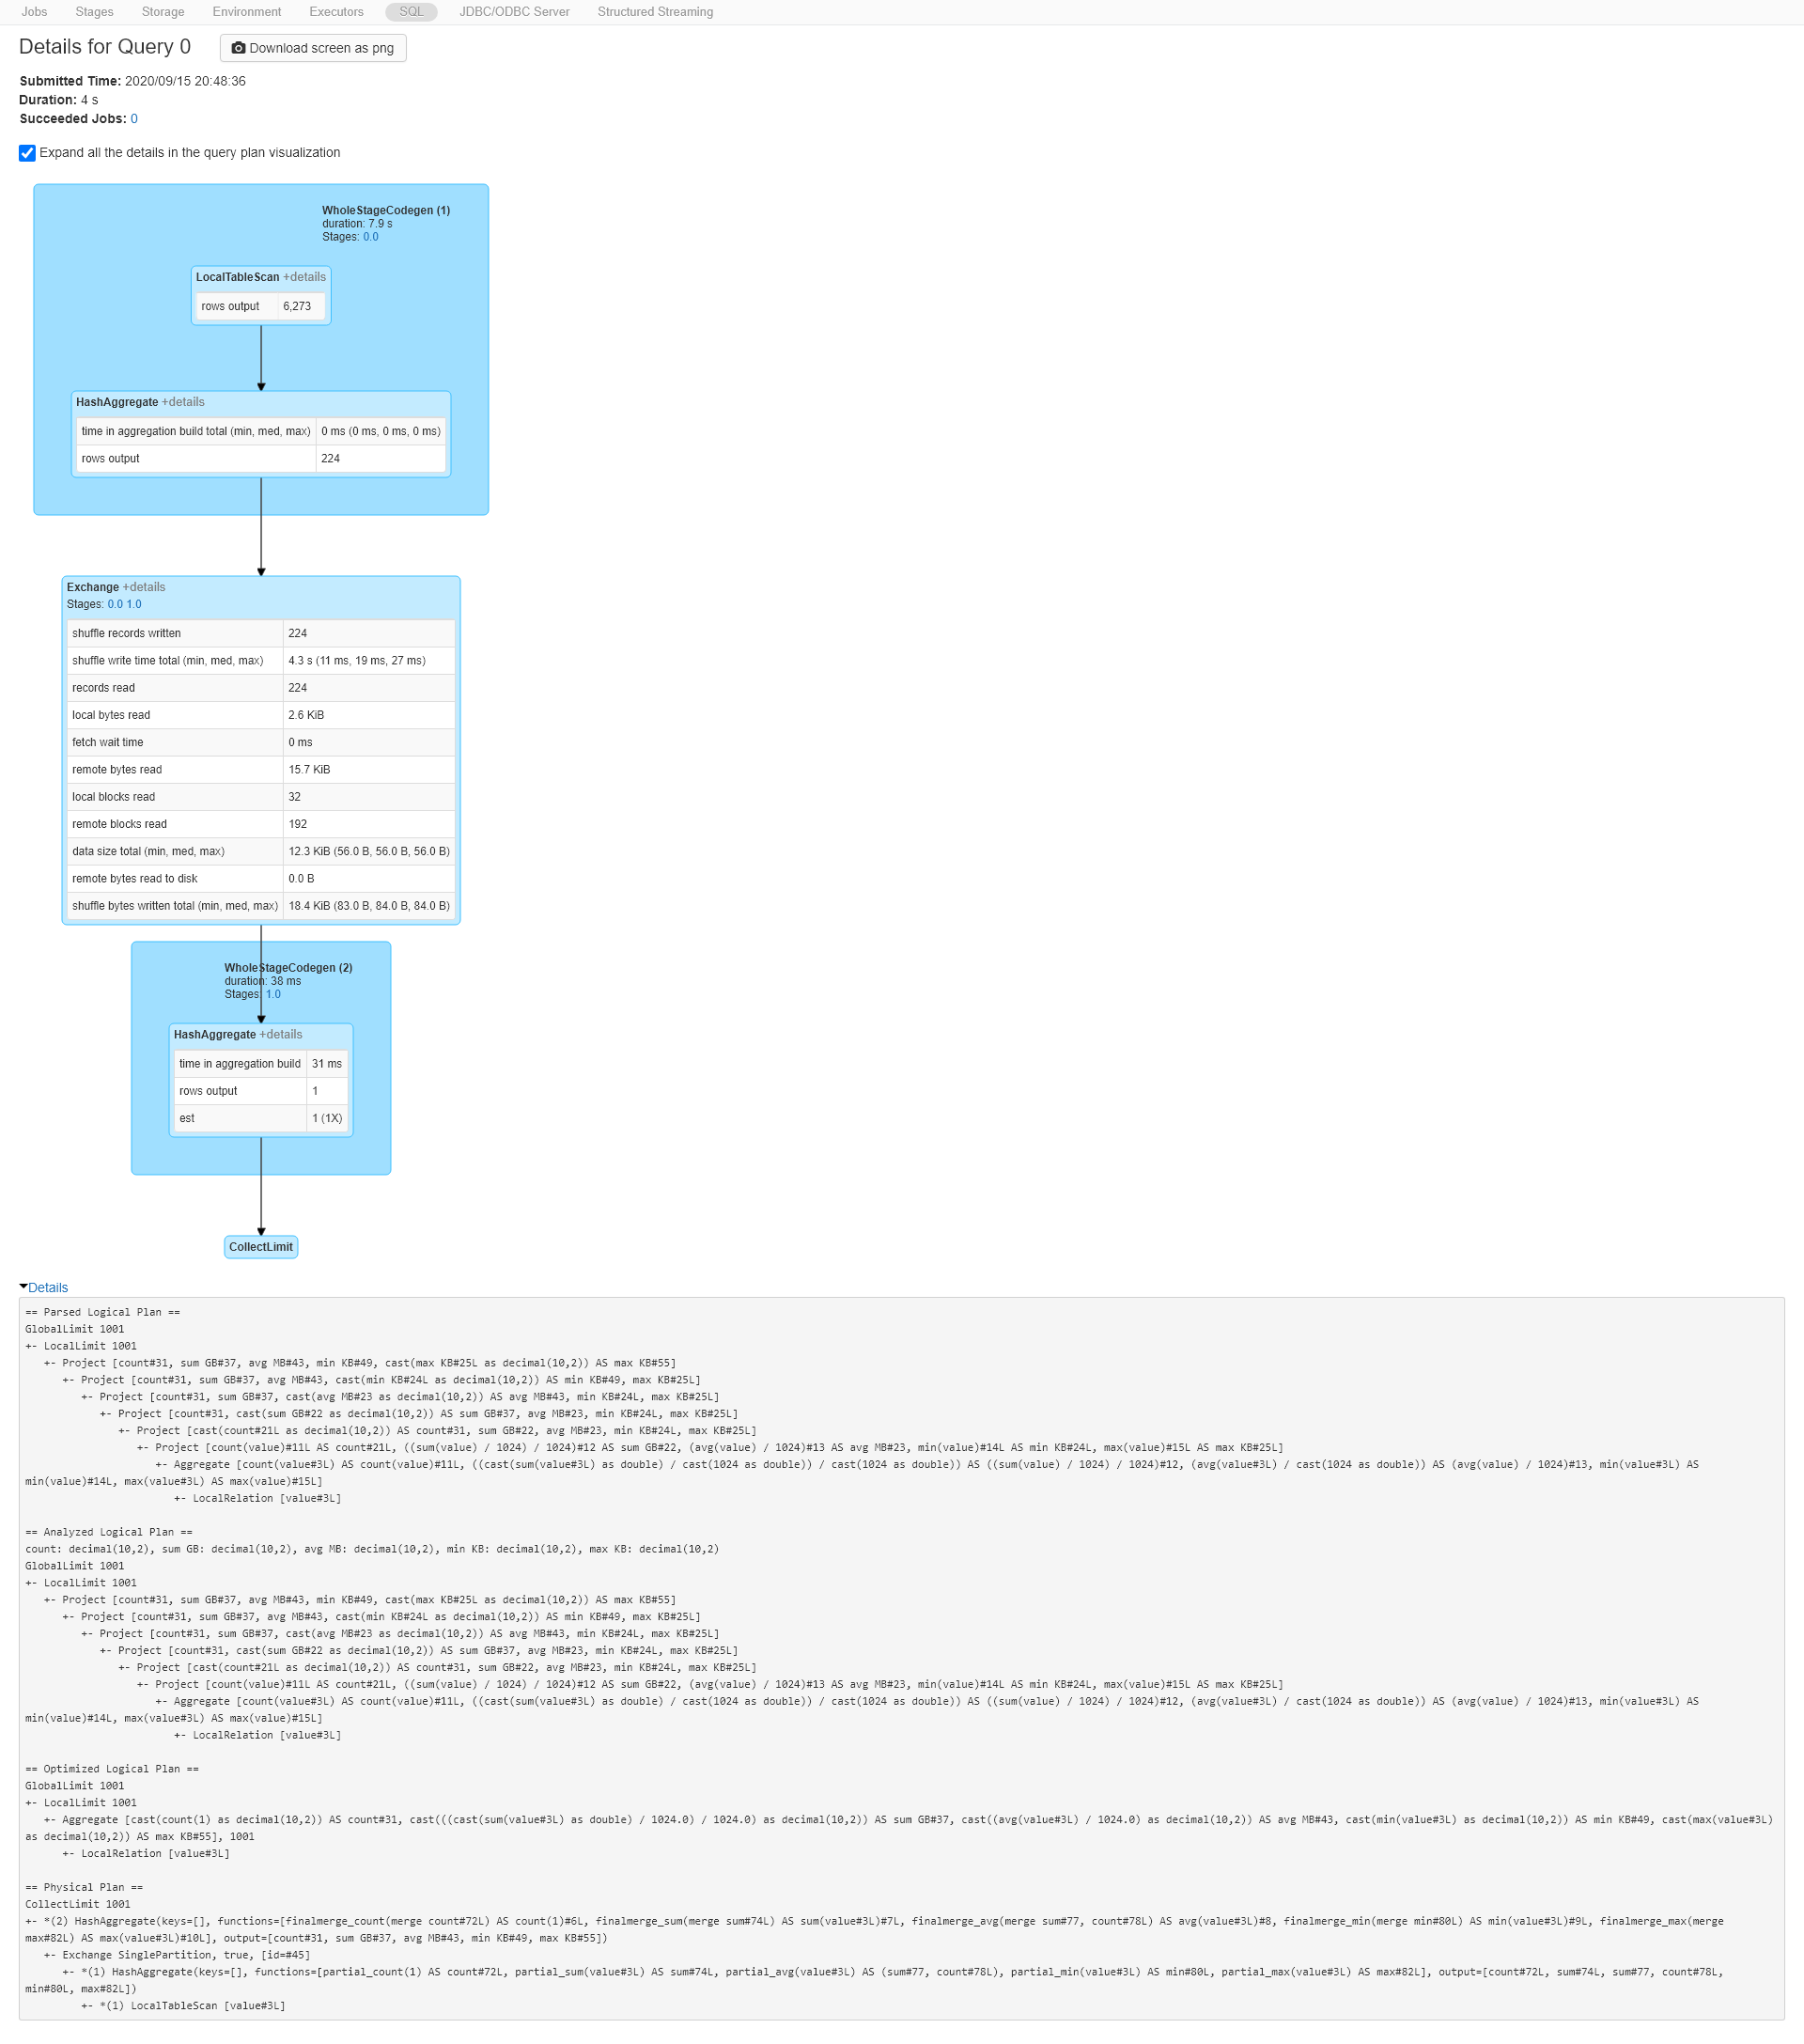 Jobs Stages Storage Environment Executors SQL JDBC/ODBC Server Structured Streaming
Details for Query 0 Download screen as png
Submitted Time: 2020/09/15 20:48:36
Duration: 4 s
Succeeded Jobs: 0
Expand all the details in the query plan visualization
WholeStageCodegen (1)
duration: 7.9 s
Stages: 0.0
LocalTableScan +details
rows output 6,273
HashAggregate +details
time in aggregation build total (min, med, max) 0 ms (0 ms, 0 ms, 0 ms)
rows output 224
Exchange +details
Stages: 0.0 1.0
shuffle records written 224
shuffle write time total (min, med, max) 4.3 s (11 ms, 19 ms, 27 ms)
records read 224
local bytes read 2.6 KiB
fetch wait time 0 ms
remote bytes read 15.7 KiB
local blocks read 32
remote blocks read 192
data size total (min, med, max) 12.3 KiB (56.0 B, 56.0 B, 56.0 B)
remote bytes read to disk 0.0 B
shuffle bytes written total (min, med, max) 18.4 KiB (83.0 B, 84.0 B, 84.0 B)
WholeStageCodegen (2)
duration: 38 ms
Stages: 1.0
HashAggregate +details
time in aggregation build 31 ms
rows output 1
est 1 (1X)
CollectLimit
Details
== Parsed Logical Plan ==
GlobalLimit 1001
+- LocalLimit 1001
   +- Project [count#31, sum GB#37, avg MB#43, min KB#49, cast(max KB#25L as decimal(10,2)) AS max KB#55]
      +- Project [count#31, sum GB#37, avg MB#43, cast(min KB#24L as decimal(10,2)) AS min KB#49, max KB#25L]
         +- Project [count#31, sum GB#37, cast(avg MB#23 as decimal(10,2)) AS avg MB#43, min KB#24L, max KB#25L]
            +- Project [count#31, cast(sum GB#22 as decimal(10,2)) AS sum GB#37, avg MB#23, min KB#24L, max KB#25L]
               +- Project [cast(count#21L as decimal(10,2)) AS count#31, sum GB#22, avg MB#23, min KB#24L, max KB#25L]
                  +- Project [count(value)#11L AS count#21L, ((sum(value) / 1024) / 1024)#12 AS sum GB#22, (avg(value) / 1024)#13 AS avg MB#23, min(value)#14L AS min KB#24L, max(value)#15L AS max KB#25L]
                     +- Aggregate [count(value#3L) AS count(value)#11L, ((cast(sum(value#3L) as double) / cast(1024 as double)) / cast(1024 as double)) AS ((sum(value) / 1024) / 1024)#12, (avg(value#3L) / cast(1024 as double)) AS (avg(value) / 1024)#13, min(value#3L) AS
min(value)#14L, max(value#3L) AS max(value)#15L]
                        +- LocalRelation [value#3L]
== Analyzed Logical Plan ==
count: decimal(10,2), sum GB: decimal(10,2), avg MB: decimal(10,2), min KB: decimal(10,2), max KB: decimal(10,2)
GlobalLimit 1001
+- LocalLimit 1001
   +- Project [count#31, sum GB#37, avg MB#43, min KB#49, cast(max KB#25L as decimal(10,2)) AS max KB#55]
      +- Project [count#31, sum GB#37, avg MB#43, cast(min KB#24L as decimal(10,2)) AS min KB#49, max KB#25L]
         +- Project [count#31, sum GB#37, cast(avg MB#23 as decimal(10,2)) AS avg MB#43, min KB#24L, max KB#25L]
            +- Project [count#31, cast(sum GB#22 as decimal(10,2)) AS sum GB#37, avg MB#23, min KB#24L, max KB#25L]
               +- Project [cast(count#21L as decimal(10,2)) AS count#31, sum GB#22, avg MB#23, min KB#24L, max KB#25L]
                  +- Project [count(value)#11L AS count#21L, ((sum(value) / 1024) / 1024)#12 AS sum GB#22, (avg(value) / 1024)#13 AS avg MB#23, min(value)#14L AS min KB#24L, max(value)#15L AS max KB#25L]
                     +- Aggregate [count(value#3L) AS count(value)#11L, ((cast(sum(value#3L) as double) / cast(1024 as double)) / cast(1024 as double)) AS ((sum(value) / 1024) / 1024)#12, (avg(value#3L) / cast(1024 as double)) AS (avg(value) / 1024)#13, min(value#3L) AS
min(value)#14L, max(value#3L) AS max(value)#15L]
                        +- LocalRelation [value#3L]
== Optimized Logical Plan ==
GlobalLimit 1001
+- LocalLimit 1001
   +- Aggregate [cast(count(1) as decimal(10,2)) AS count#31, cast(((cast(sum(value#3L) as double) / 1024.0) / 1024.0) as decimal(10,2)) AS sum GB#37, cast((avg(value#3L) / 1024.0) as decimal(10,2)) AS avg MB#43, cast(min(value#3L) as decimal(10,2)) AS min KB#49, cast(max(value#3L)
as decimal(10,2)) AS max KB#55], 1001
      +- LocalRelation [value#3L]
== Physical Plan ==
CollectLimit 1001
+- *(2) HashAggregate(keys=[], functions=[finalmerge_count(merge count#72L) AS count(1)#6L, finalmerge_sum(merge sum#74L) AS sum(value#3L)#7L, finalmerge_avg(merge sum#77, count#78L) AS avg(value#3L)#8, finalmerge_min(merge min#80L) AS min(value#3L)#9L, finalmerge_max(merge
max#82L) AS max(value#3L)#10L], output=[count#31, sum GB#37, avg MB#43, min KB#49, max KB#55])
   +- Exchange SinglePartition, true, [id=#45]
      +- *(1) HashAggregate(keys=[], functions=[partial_count(1) AS count#72L, partial_sum(value#3L) AS sum#74L, partial_avg(value#3L) AS (sum#77, count#78L), partial_min(value#3L) AS min#80L, partial_max(value#3L) AS max#82L], output=[count#72L, sum#74L, sum#77, count#78L,
min#80L, max#82L])
         +- *(1) LocalTableScan [value#3L]